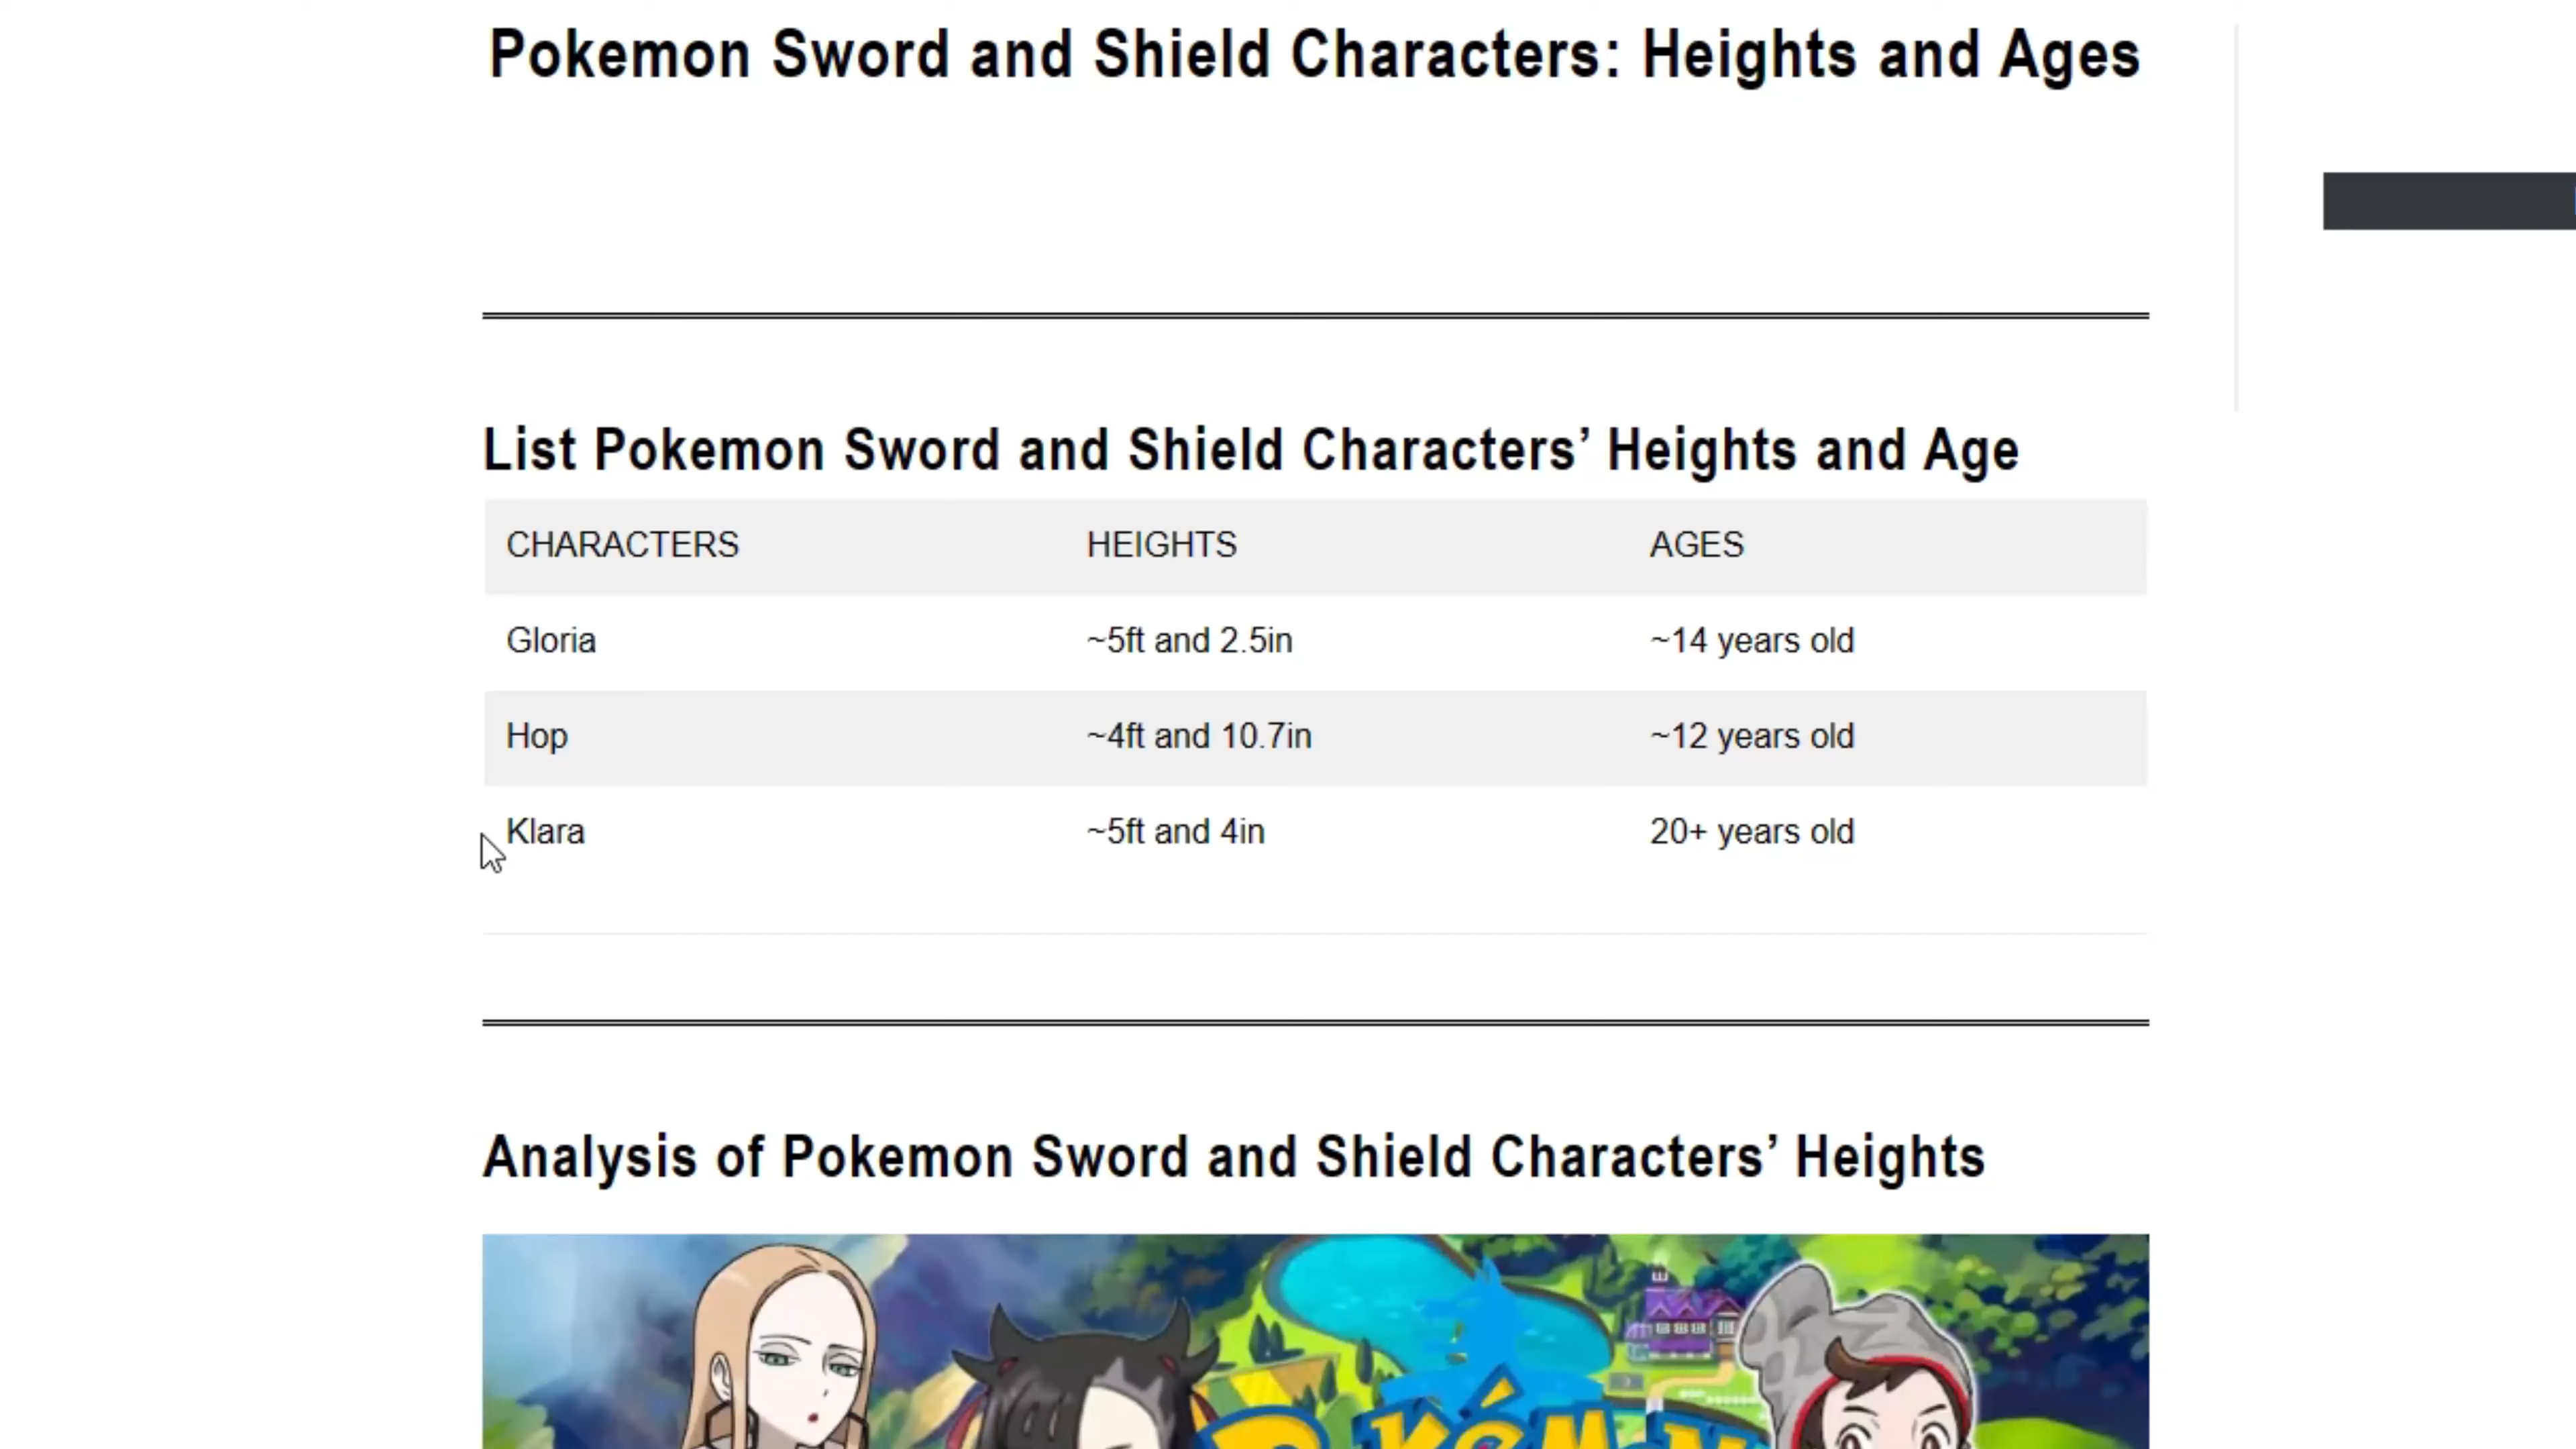 Pokemon Sword and Shield Characters: Heights and Ages
List Pokemon Sword and Shield Characters’ Heights and Age
CHARACTERS HEIGHTS AGES
Gloria ~5ft and 2.5in ~14 years old
Hop ~4ft and 10.7in ~12 years old
Klara ~5ft and 4in 20+ years old
Analysis of Pokemon Sword and Shield Characters’ Heights
POKéMON